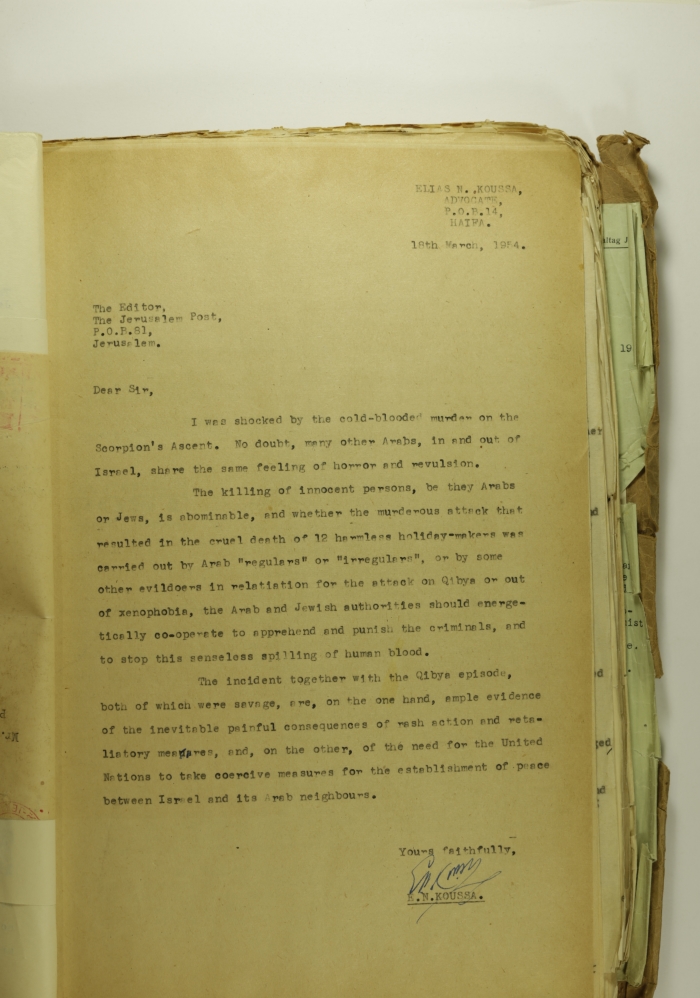 ELIAS N. .KOUSSA,
ADVOCATE,
P.O.B.14,
HAIFA.
18th March, 1954.
The Editor,
The Jerusalem Post,
P.O.B.81,
Jerusalem.
Dear Sir,
I was shocked by the cold-blooded murder on the
Scorpion's Ascent. No doubt, many other Arabs, in and out of
Israel, share the same feeling of horror and revulsion.
The killing of innocent persons, be they Arabs
or Jews, is abominable, and whether the murderous attack that
resulted in the cruel death of 12 harmless holiday-makers was
carried out by Arab "regulars" or "irregulars", or by some
other evildoers in relatiation for the attack on Qibya or out
of xenophobia, the Arab and Jewish authorities should energe-
tically co-operate to apprehend and punish the criminals, and
to stop this senseless spilling of human blood.
The incident together with the Qibya episode,
both of which were savage, are, on the one hand, ample evidence
of the inevitable painful consequences of rash action and reta-
liatory measures, and, on the other, of the need for the United
Nations to take coercive measures for the establishment of peace
between Israel and its Arab neighbours.
Yours faithfully,
E.N.KOUSSA.
19